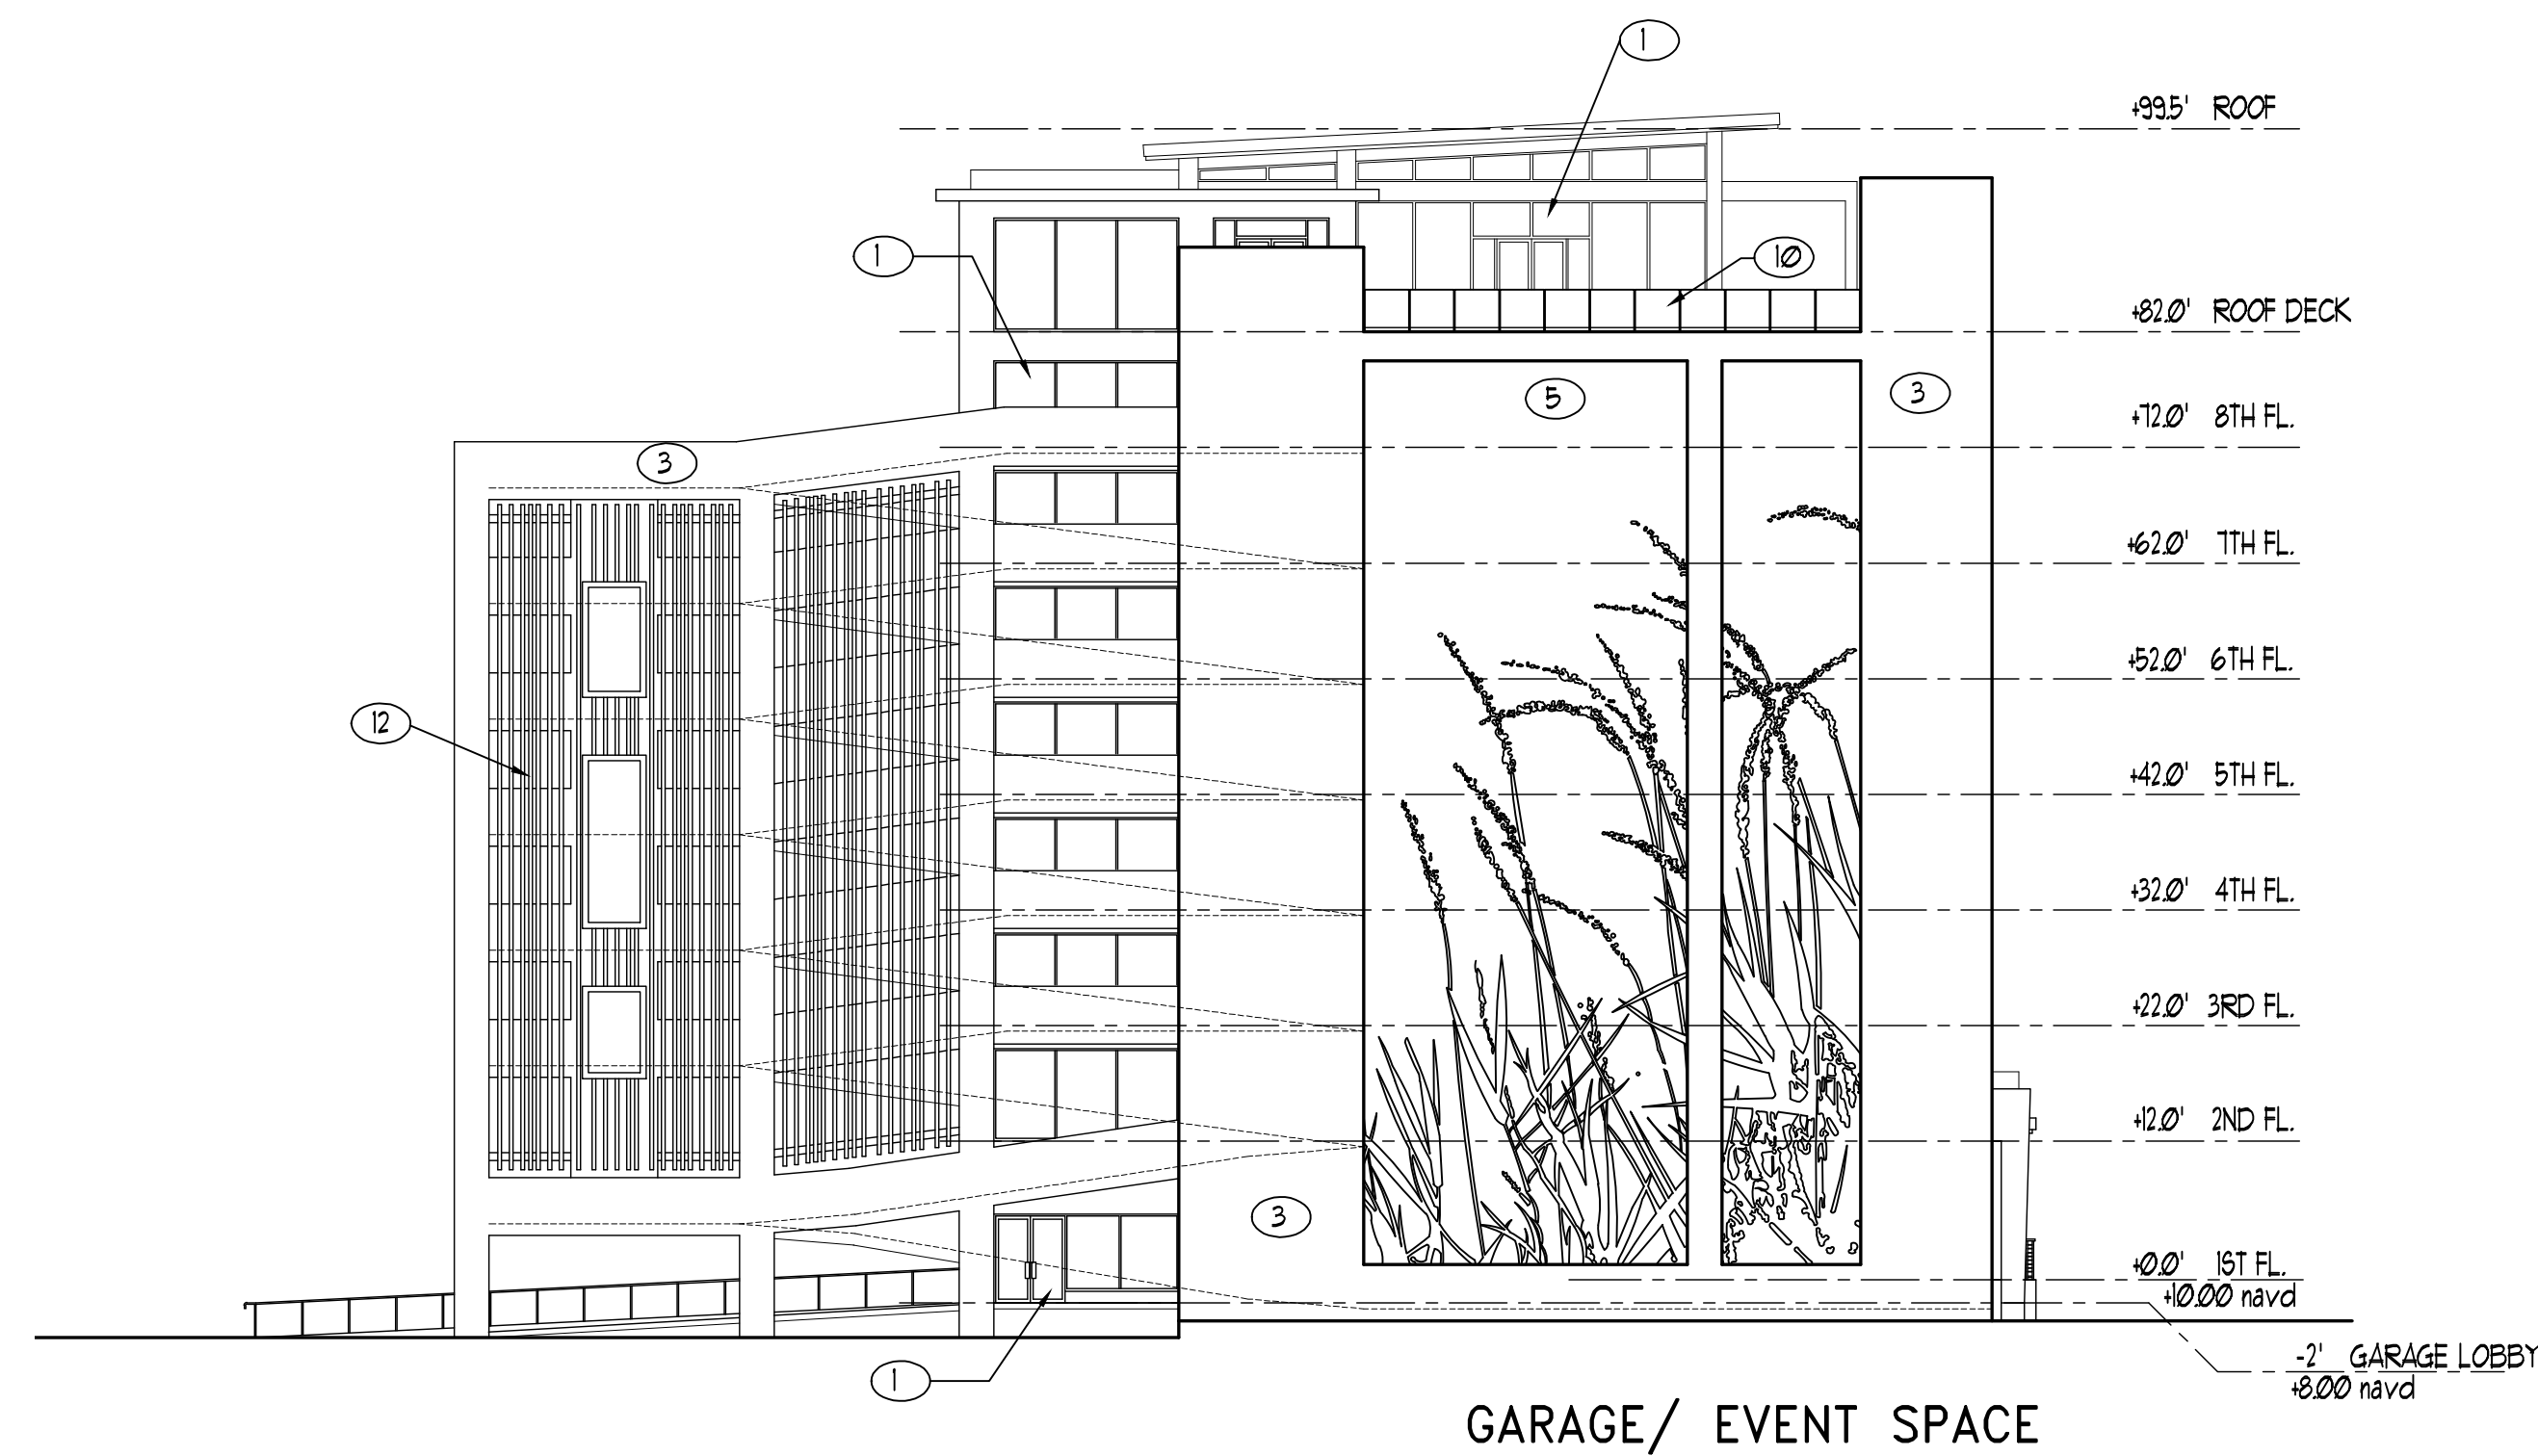 1
+99.5' ROOF
1
10
+82.0' ROOF DECK
5
3
+72.0' 8TH FL.
3
+62.0' 7TH FL.
+52.0' 6TH FL.
12
+42.0' 5TH FL.
+32.0' 4TH FL.
+22.0' 3RD FL.
+12.0' 2ND FL.
3
+0.0' 1ST FL.
+10.00 navd
-2' GARAGE LOBBY
+8.00 navd
1
GARAGE/ EVENT SPACE